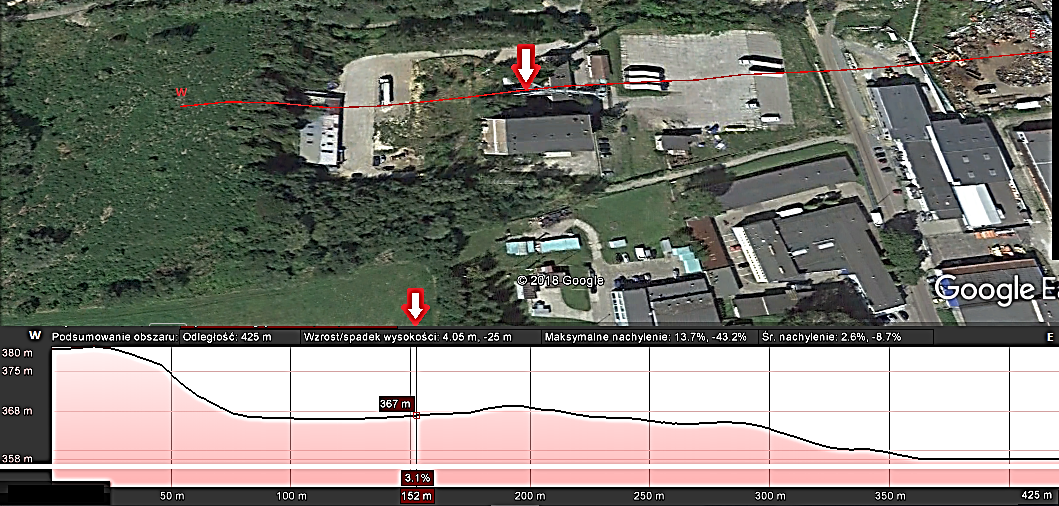 W
E
© 2018 Google
Google Ea
W Podsumowanie obszaru: Odległość: 425 m Wzrost/spadek wysokości: 4.05 m, -25 m Maksymalne nachylenie: 13.7%, -43.2% Śr. nachylenie: 2.6%, -8.7% E
380 m
375 m
367 m
368 m
358 m
3.1%
50 m 100 m 152 m 200 m 250 m 300 m 350 m 425 m